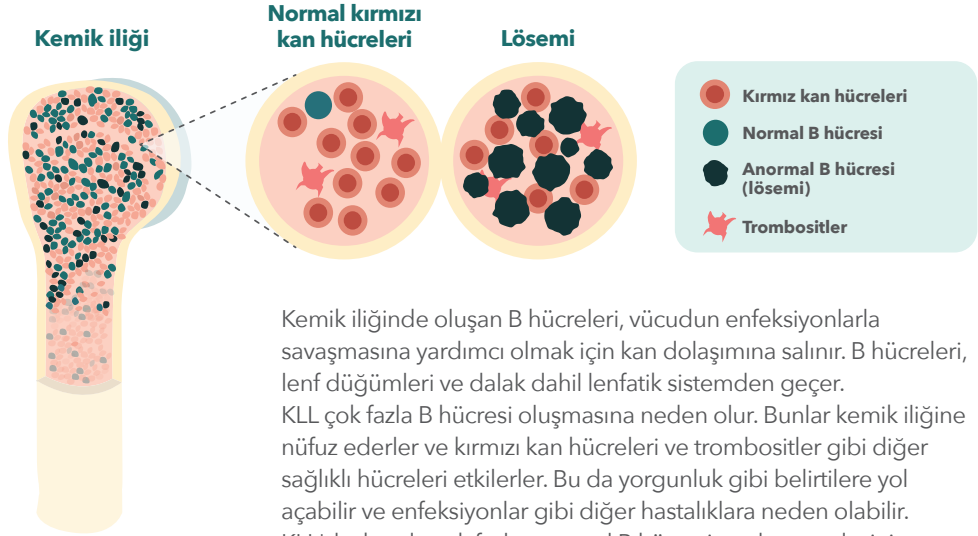 Kemik iliği
Normal kırmızı
kan hücreleri
Lösemi
Kırmız kan hücreleri
Normal B hücresi
Anormal B hücresi
(lösemi)
Trombositler
Kemik iliğinde oluşan B hücreleri, vücudun enfeksiyonlarla
savaşmasına yardımcı olmak için kan dolaşımına salınır. B hücreleri,
lenf düğümleri ve dalak dahil lenfatik sistemden geçer.
KLL çok fazla B hücresi oluşmasına neden olur. Bunlar kemik iliğine
nüfuz ederler ve kırmızı kan hücreleri ve trombositler gibi diğer
sağlıklı hücreleri etkilerler. Bu da yorgunluk gibi belirtilere yol
açabilir ve enfeksiyonlar gibi diğer hastalıklara neden olabilir.